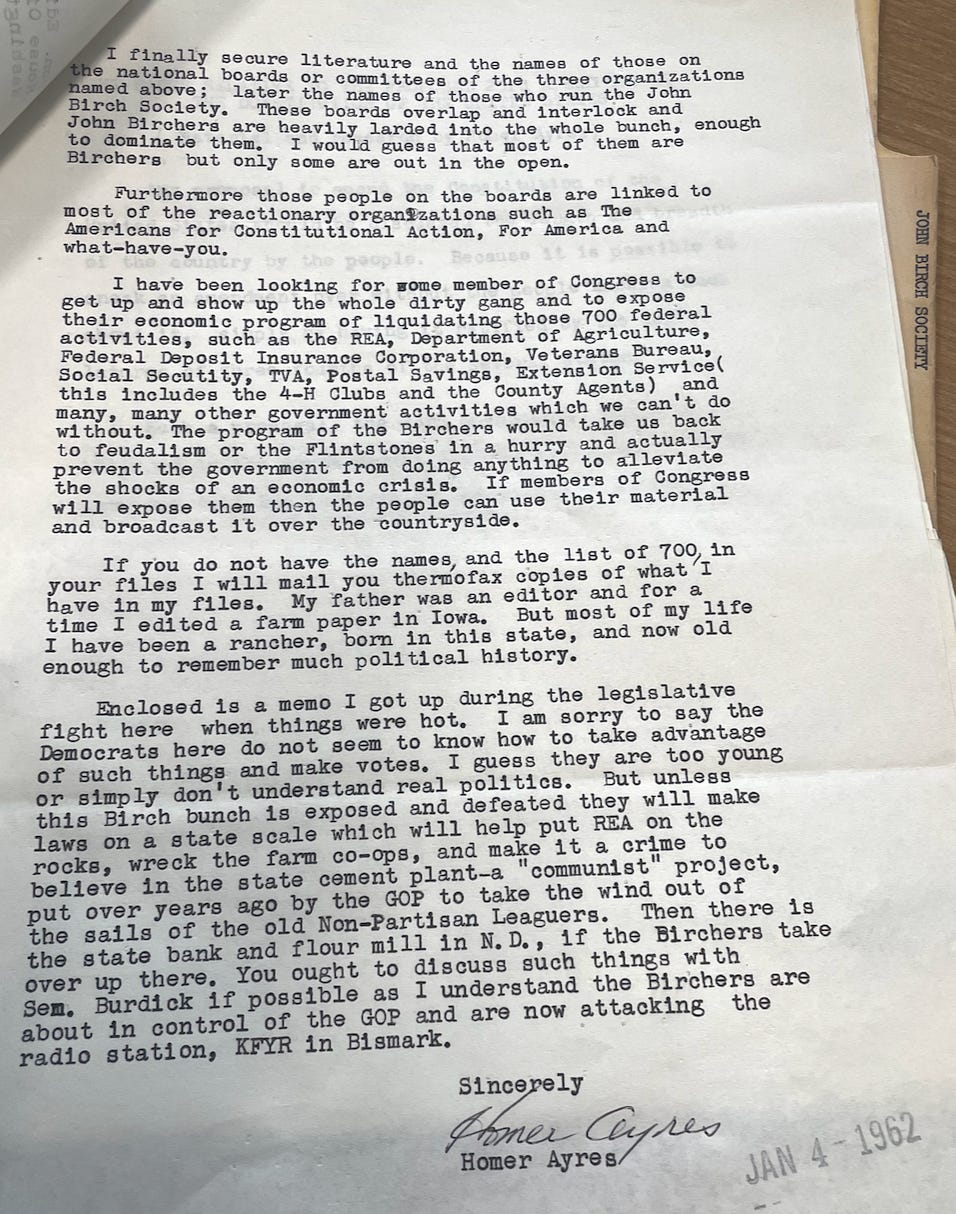 I finally secure literature and the names of those on
the national boards or committees of the three organizations
named above; later the names of those who run the John
Birch Society. These boards overlap and interlock and
John Birchers are heavily larded into the whole bunch, enough
to dominate them. I would guess that most of them are
Birchers but only some are out in the open.
Furthermore those people on the boards are linked to
most of the reactionary organizations such as The
Americans for Constitutional Action, For America and
what-have-you.
I have been looking for some member of Congress to
get up and show up the whole dirty gang and to expose
their economic program of liquidating those 700 federal
activities, such as the REA, Department of Agriculture,
Federal Deposit Insurance Corporation, Veterans Bureau,
Social Secutity, TVA, Postal Savings, Extension Service(
this includes the 4-H Clubs and the County Agents) and
many, many other government activities which we can't do
without. The program of the Birchers would take us back
to feudalism or the Flintstones in a hurry and actually
prevent the government from doing anything to alleviate
the shocks of an economic crisis. If members of Congress
will expose them then the people can use their material
and broadcast it over the countryside.
If you do not have the names, and the list of 700, in
your files I will mail you thermofax copies of what I
have in my files. My father was an editor and for a
time I edited a farm paper in Iowa. But most of my life
I have been a rancher, born in this state, and now old
enough to remember much political history.
Enclosed is a memo I got up during the legislative
fight here when things were hot. I am sorry to say the
Democrats here do not seem to know how to take advantage
of such things and make votes. I guess they are too young
or simply don't understand real politics. But unless
this Birch bunch is exposed and defeated they will make
laws on a state scale which will help put REA on the
rocks, wreck the farm co-ops, and make it a crime to
believe in the state cement plant-a "communist" project,
put over years ago by the GOP to take the wind out of
the sails of the old Non-Partisan Leaguers. Then there is
the state bank and flour mill in N.D., if the Birchers take
over up there. You ought to discuss such things with
Sem. Burdick if possible as I understand the Birchers are
about in control of the GOP and are now attacking the
radio station, KFYR in Bismark.
Sincerely
Homer Ayres
Homer Ayres
JAN 4 - 1962
JOHN BIRCH SOCIETY